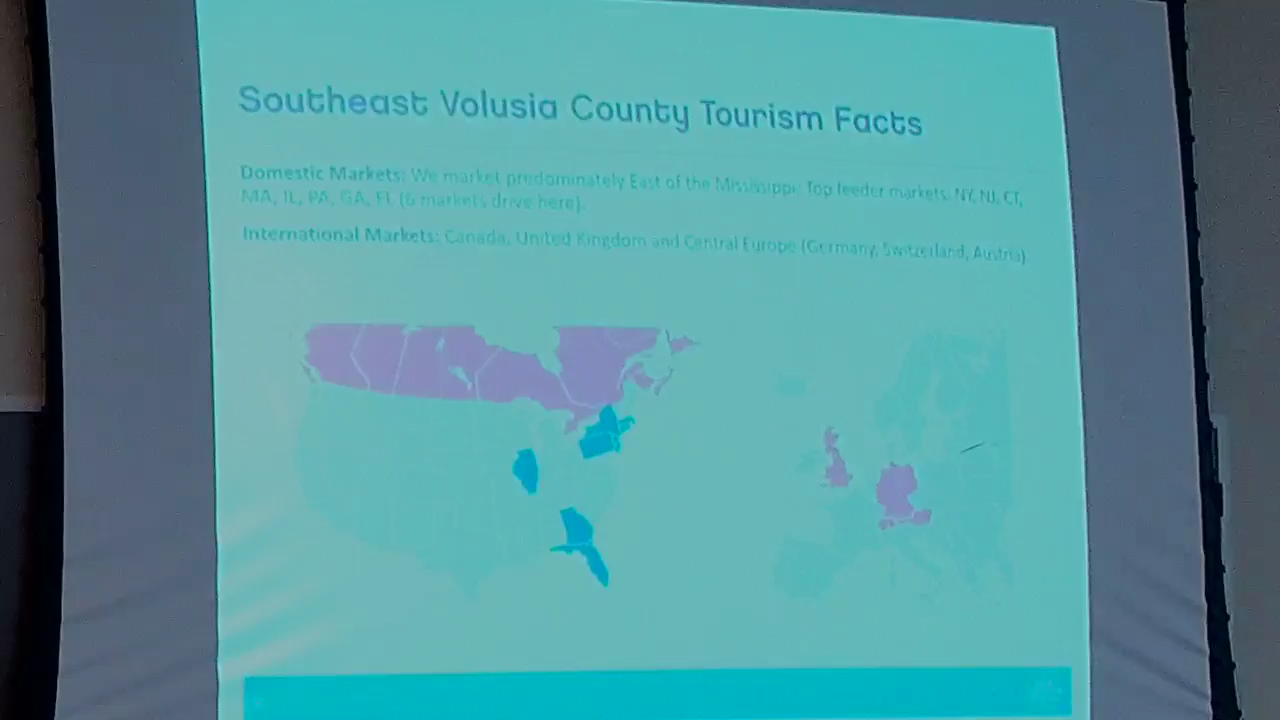 Southeast Volusia County Tourism Facts
Domestic Markets: We market predominately East of the Mississippi. Top feeder markets: NY, NJ, CT,
MA, IL, PA, GA, FL (6 markets drive here).
International Markets: Canada, United Kingdom and Central Europe (Germany, Switzerland, Austria)